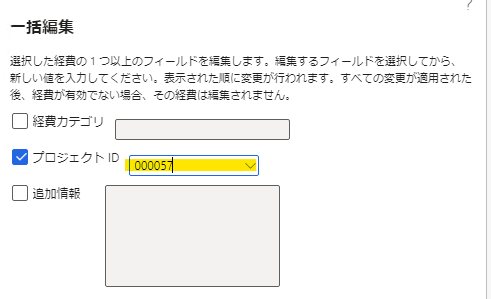 ?
一括編集
選択した経費の 1 つ以上のフィールドを編集します。編集するフィールドを選択してから、
新しい値を入力してください。表示された順に変更が行われます。すべての変更が適用された
後、経費が有効でない場合、その経費は編集されません。
経費カテゴリ
プロジェクト ID 000057
追加情報